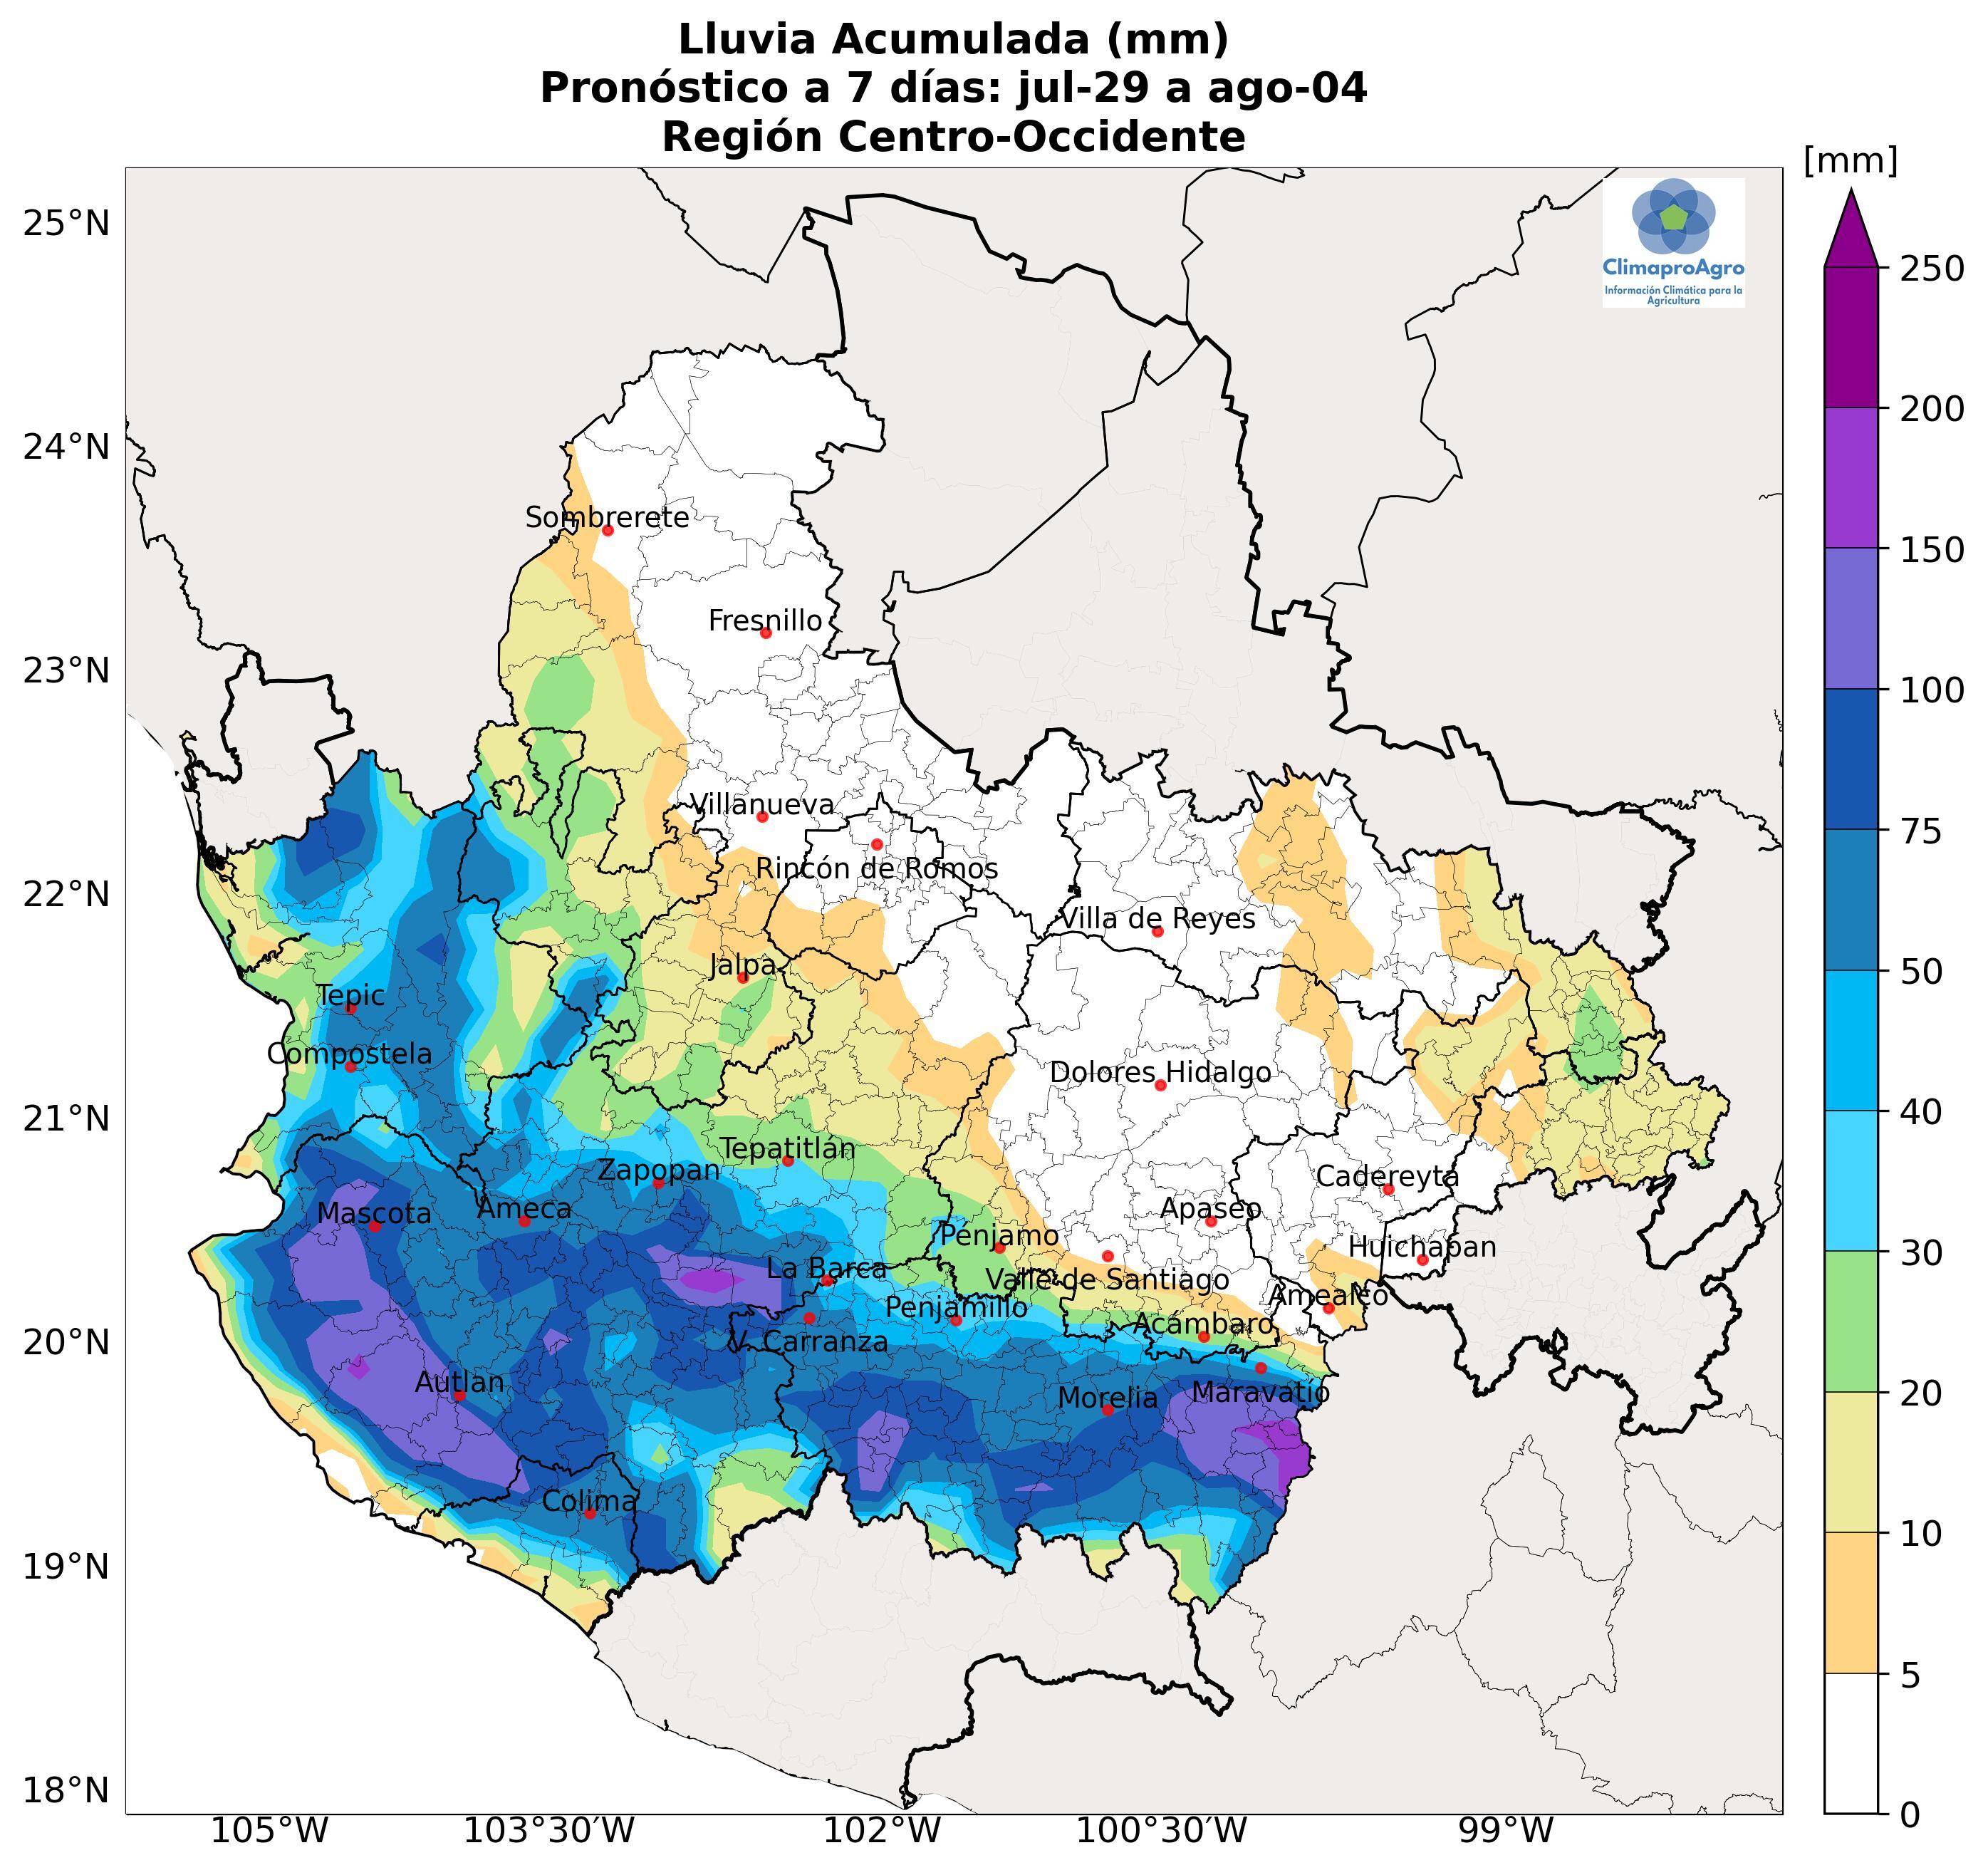 Lluvia Acumulada (mm)
Pronóstico a 7 días: jul-29 a ago-04
Región Centro-Occidente
[mm]
25°N
24°N
23°N
22°N
21°N
20°N
19°N
18°N
ClimaproAgro
Información Climática para la
Agricultura
250
200
150
100
75
50
40
30
20
10
5
0
Sombrerete
Fresnillo
Villanueva
Rincón de Romos
Villa de Reyes
Jalpa
Tepic
Compostela
Dolores Hidalgo
Tepatitlán
Zapopan
Cadereyta
Mascota
Ameca
Apaseo
Penjamo
Huichapan
La Barca
Valle de Santiago
Amealco
Penjamillo
Acámbaro
V. Carranza
Autlan
Morelia
Maravatío
Colima
105°W
103°30'W
102°W
100°30'W
99°W